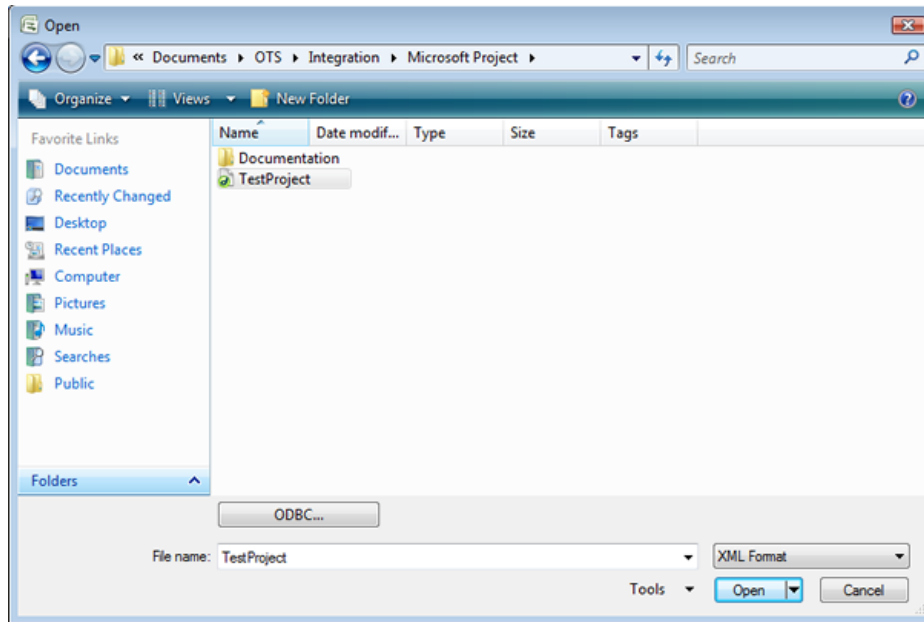 Open
« Documents ▸ OTS ▸ Integration ▸ Microsoft Project ▸ Search
Organize Views New Folder
Favorite Links
Documents
Recently Changed
Desktop
Recent Places
Computer
Pictures
Music
Searches
Public
Folders
Name Date modif... Type Size Tags
Documentation
TestProject
ODBC...
File name: TestProject XML Format
Tools Open Cancel